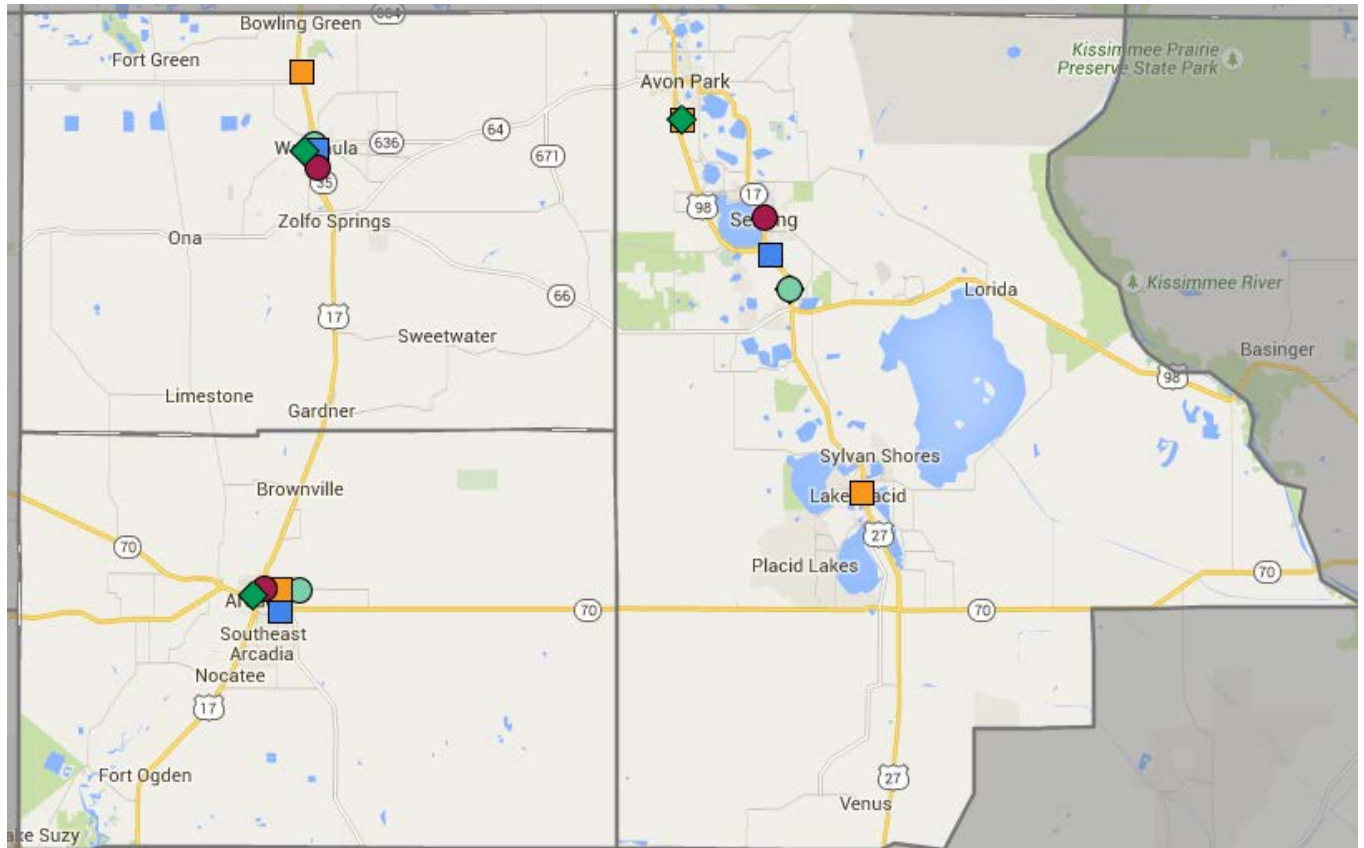 Bowling Green
Fort Green
64
636
671
35
Zolfo Springs
Ona
66
17
Sweetwater
Limestone
Gardner
Brownville
70
70
Southeast
Arcadia
Nocatee
17
Fort Ogden
ke Suzy
Avon Park
17
98
Kissimmee Prairie
Preserve State Park
Kissimmee River
Lorida
Basinger
98
Sylvan Shores
27
Placid Lakes
70
70
27
Venus